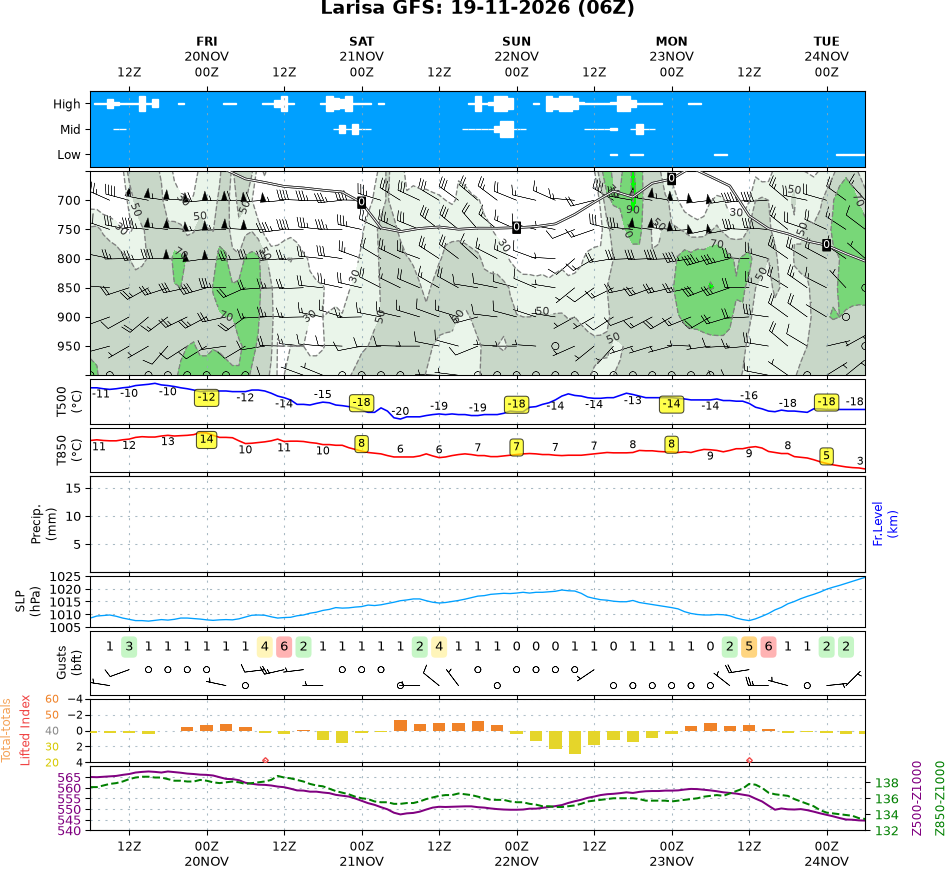 Larisa GFS: 19-11-2026 (06Z)
FRI SAT SUN MON TUE
20NOV 21NOV 22NOV 23NOV 24NOV
12Z 00Z 12Z 00Z 12Z 00Z 12Z 00Z 12Z 00Z
High
Mid
Low
700
750
800
850
900
950
0 0 0 0
50 50 90 30 50 70 50 30 30 60 60 50
T500 (°C)
-11 -10 -10 -12 -12 -14 -15 -18 -20 -19 -19 -18 -14 -14 -13 -14 -14 -16 -18 -18 -18
T850 (°C)
11 12 13 14 10 11 10 8 6 6 7 7 7 7 8 8 9 9 8 5 3
Precip. (mm)
15
10
5
Fr.Level (km)
SLP (hPa)
1025
1020
1015
1010
1005
Gusts (bft)
1 3 1 1 1 1 1 1 4 6 2 1 1 1 1 1 2 4 1 1 1 0 0 0 0 1 1 1 1 1 1 0 2 5 6 1 1 2 2
Total-totals
Lifted Index
60 -4
50 -2
40 0
30 2
20 4
565
560
555
550
545
540
138
136
134
132
Z500-Z1000
Z850-Z1000
12Z 00Z 12Z 00Z 12Z 00Z 12Z 00Z 12Z 00Z
20NOV 21NOV 22NOV 23NOV 24NOV